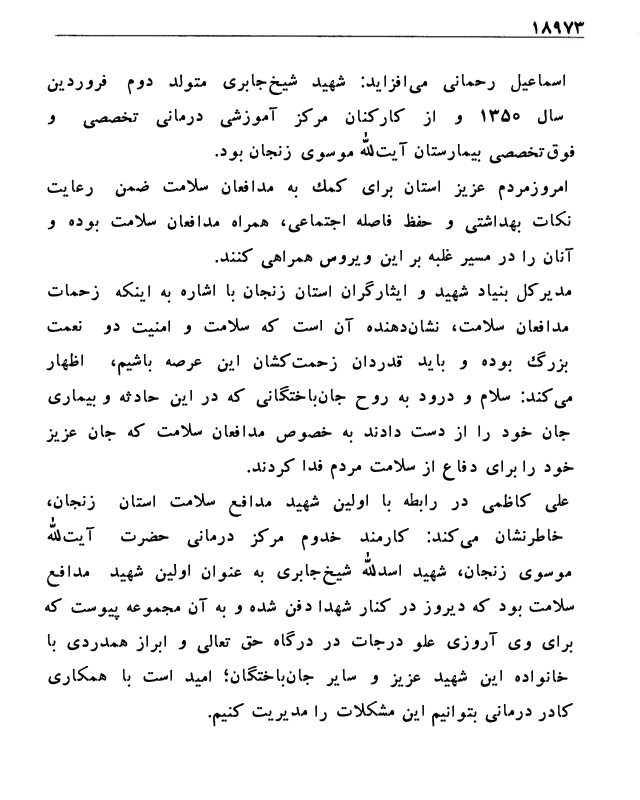 ۱۸۹۷۳
اسماعیل رحمانی می‌افزاید: شهید شیخ‌جابری متولد دوم فروردین
سال ۱۳۵۰ و از کارکنان مرکز آموزشی درمانی تخصصی و
فوق‌تخصصی بیمارستان آیت‌الله موسوی زنجان بود.
امروزمردم عزیز استان برای کمك به مدافعان سلامت ضمن رعایت
نکات بهداشتی و حفظ فاصله اجتماعی، همراه مدافعان سلامت بوده و
آنان را در مسیر غلبه بر این ویروس همراهی کنند.
مدیرکل بنیاد شهید و ایثارگران استان زنجان با اشاره به اینکه زحمات
مدافعان سلامت، نشان‌دهنده آن است که سلامت و امنیت دو نعمت
بزرگ بوده و باید قدردان زحمت‌کشان این عرصه باشیم، اظهار
می‌کند: سلام و درود به روح جان‌باختگانی که در این حادثه و بیماری
جان خود را از دست دادند به خصوص مدافعان سلامت که جان عزیز
خود را برای دفاع از سلامت مردم فدا کردند.
علی کاظمی در رابطه با اولین شهید مدافع سلامت استان زنجان،
خاطرنشان می‌کند: کارمند خدوم مرکز درمانی حضرت آیت‌الله
موسوی زنجان، شهید اسدالله شیخ‌جابری به عنوان اولین شهید مدافع
سلامت بود که دیروز در کنار شهدا دفن شده و به آن مجموعه پیوست که
برای وی آروزی علو درجات در درگاه حق تعالی و ابراز همدردی با
خانواده این شهید عزیز و سایر جان‌باختگان؛ امید است با همکاری
کادر درمانی بتوانیم این مشکلات را مدیریت کنیم.